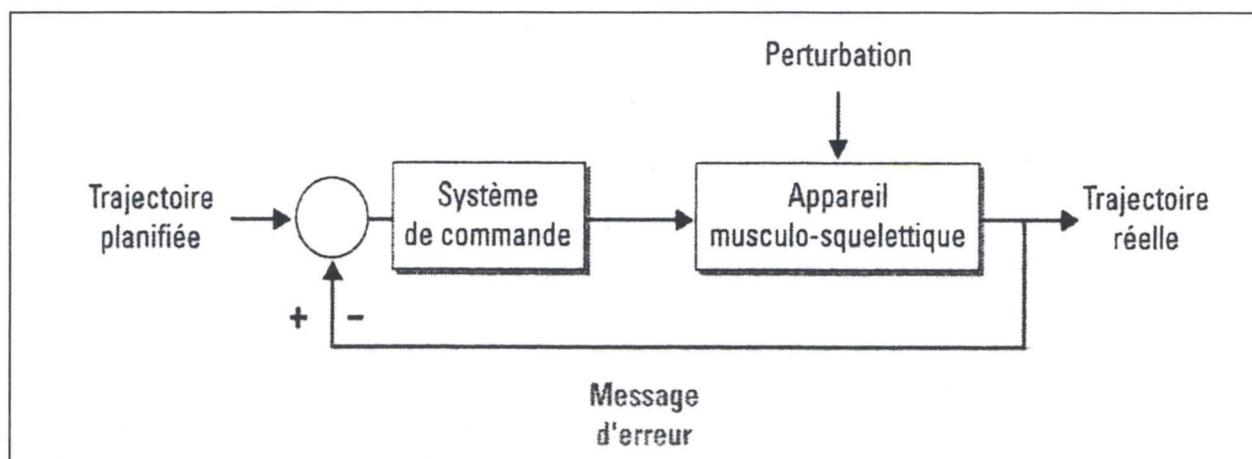 Perturbation
Trajectoire
planifiée
Système
de commande
Appareil
musculo-squelettique
Trajectoire
réelle
+ −
Message
d'erreur